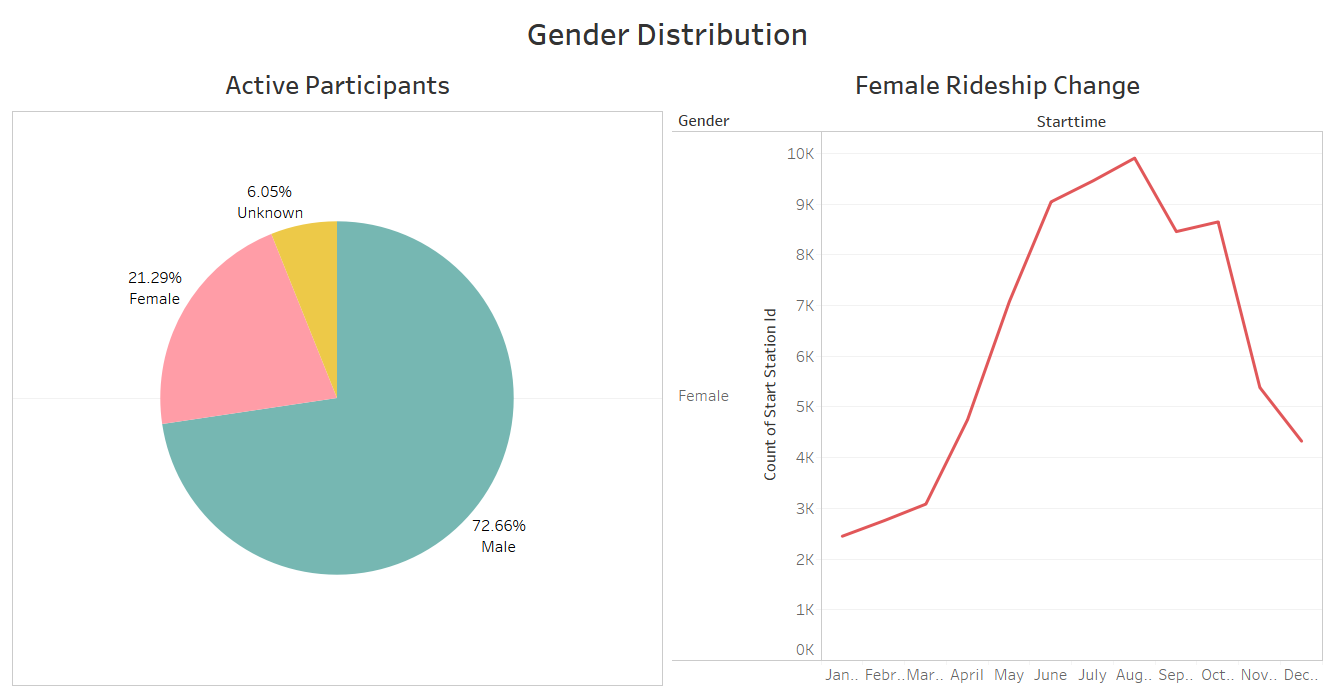 Gender Distribution
Active Participants
6.05%
Unknown
21.29%
Female
72.66%
Male
Female Rideship Change
Gender
Starttime
Female
Count of Start Station Id
10K
9K
8K
7K
6K
5K
4K
3K
2K
1K
0K
Jan.. Febr.. Mar.. April May June July Aug.. Sep.. Oct.. Nov.. Dec..